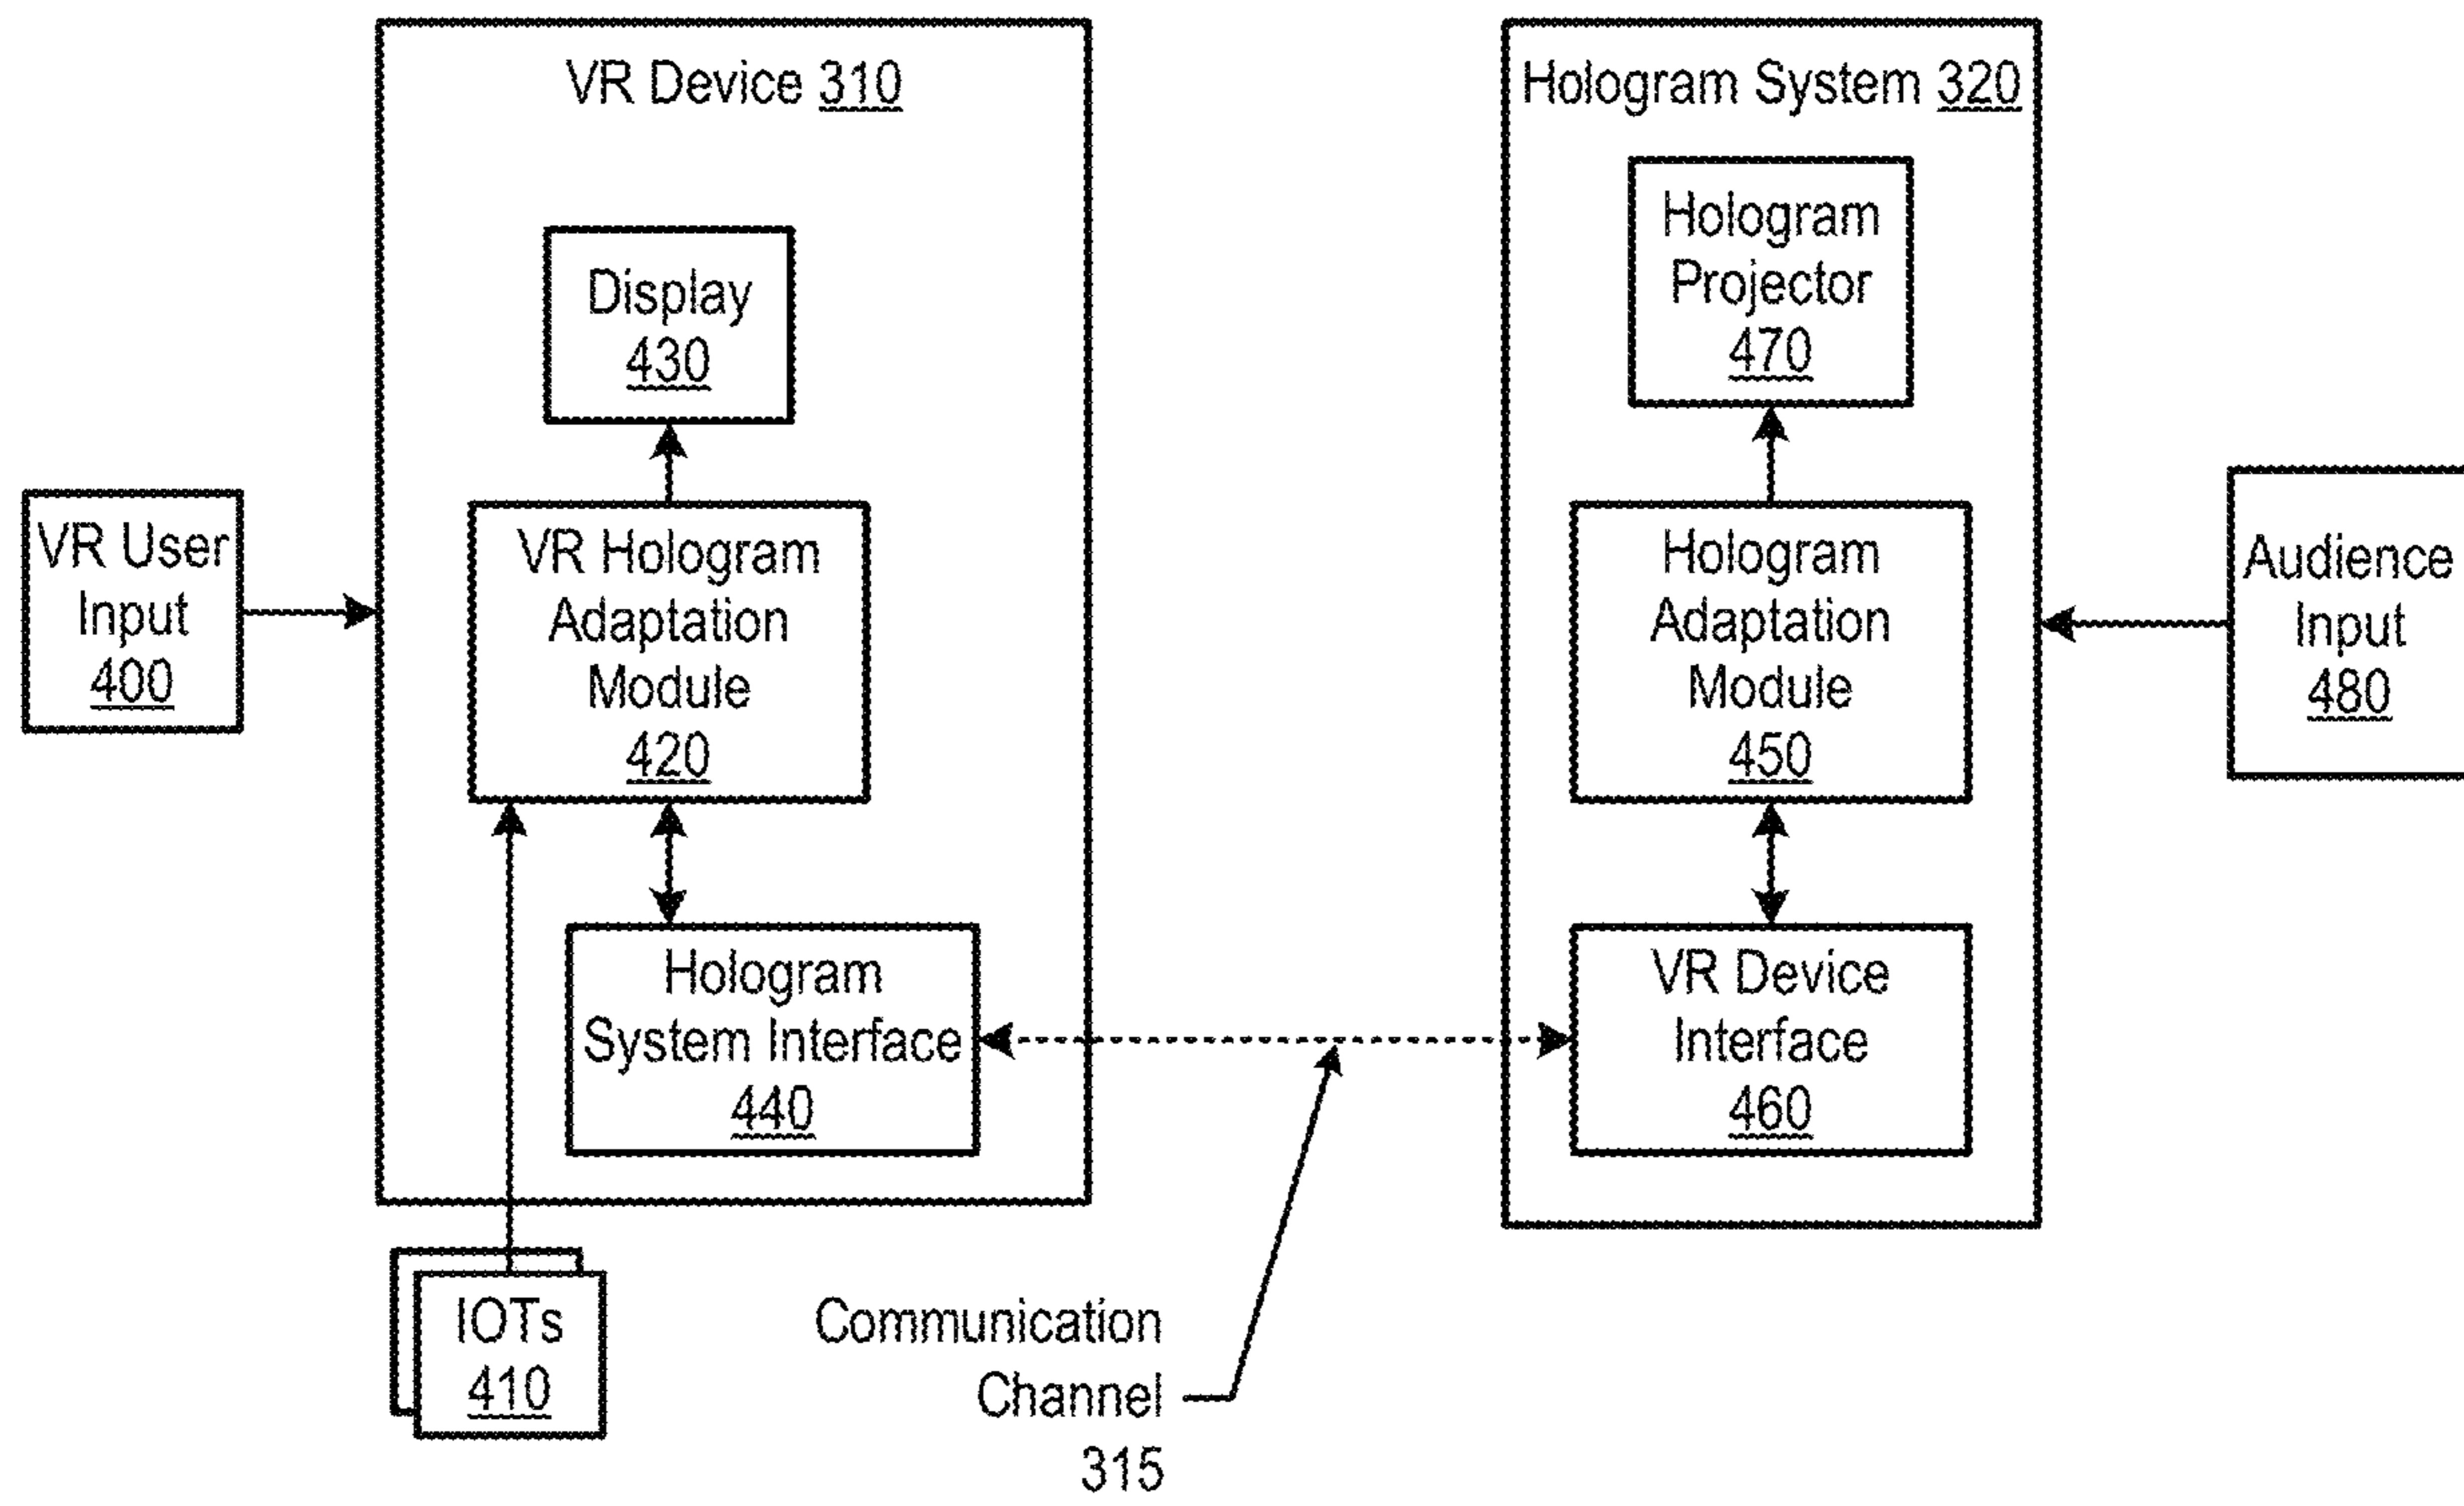 VR Device 310
Display
430
VR User
Input
400
VR Hologram
Adaptation
Module
420
Hologram
System Interface
440
IOTs
410
Communication
Channel
315
Hologram System 320
Hologram
Projector
470
Hologram
Adaptation
Module
450
VR Device
Interface
460
Audience
Input
480